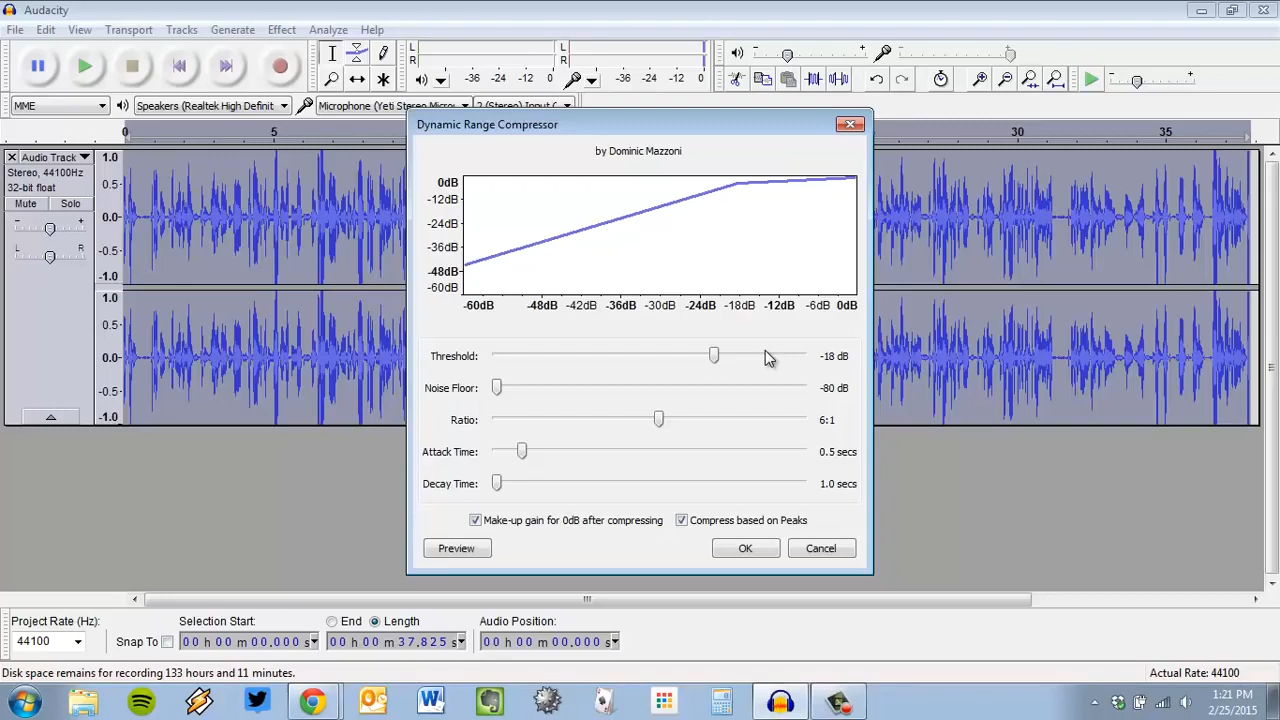 Audacity
File Edit View Transport Tracks Generate Effect Analyze Help
L
R
-36 -24 -12 0
L
R
-36 -24 -12 0
- +
- +
- +
MME
Speakers (Realtek High Definit
Microphone (Yeti Stereo Micro
2 (Stereo) Input C
0 5 30 35
Audio Track
Stereo, 44100Hz
32-bit float
Mute Solo
- +
L R
1.0
0.5
0.0
-0.5
-1.0
1.0
0.5
0.0
-0.5
-1.0
Dynamic Range Compressor
by Dominic Mazzoni
0dB
-12dB
-24dB
-36dB
-48dB
-60dB
-60dB -48dB -42dB -36dB -30dB -24dB -18dB -12dB -6dB 0dB
Threshold: -18 dB
Noise Floor: -80 dB
Ratio: 6:1
Attack Time: 0.5 secs
Decay Time: 1.0 secs
Make-up gain for 0dB after compressing Compress based on Peaks
Preview OK Cancel
Project Rate (Hz): Selection Start: End Length Audio Position:
44100 Snap To 00 h 00 m 00.000 s 00 h 00 m 37.825 s 00 h 00 m 00.000 s
Disk space remains for recording 133 hours and 11 minutes. Actual Rate: 44100
1:21 PM
2/25/2015